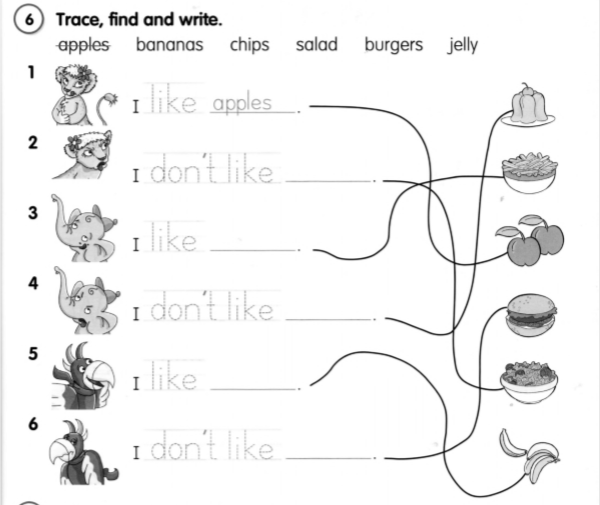 6 Trace, find and write.
apples bananas chips salad burgers jelly
1 I like apples .
2 I don't like .
3 I like .
4 I don't like .
5 I like .
6 I don't like .